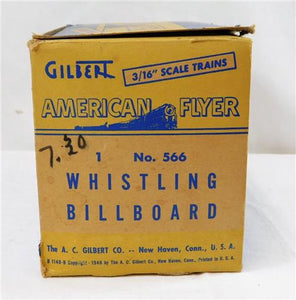 GILBERT
3/16" SCALE TRAINS
AMERICAN FLYER
7.30
1 No. 566
WHISTLING
BILLBOARD
The A. C. GILBERT CO. -- New Haven, Conn., U. S. A.
Copyright - 1949 by The A. C. Gilbert Co., New Haven, Conn. Printed in U. S. A.